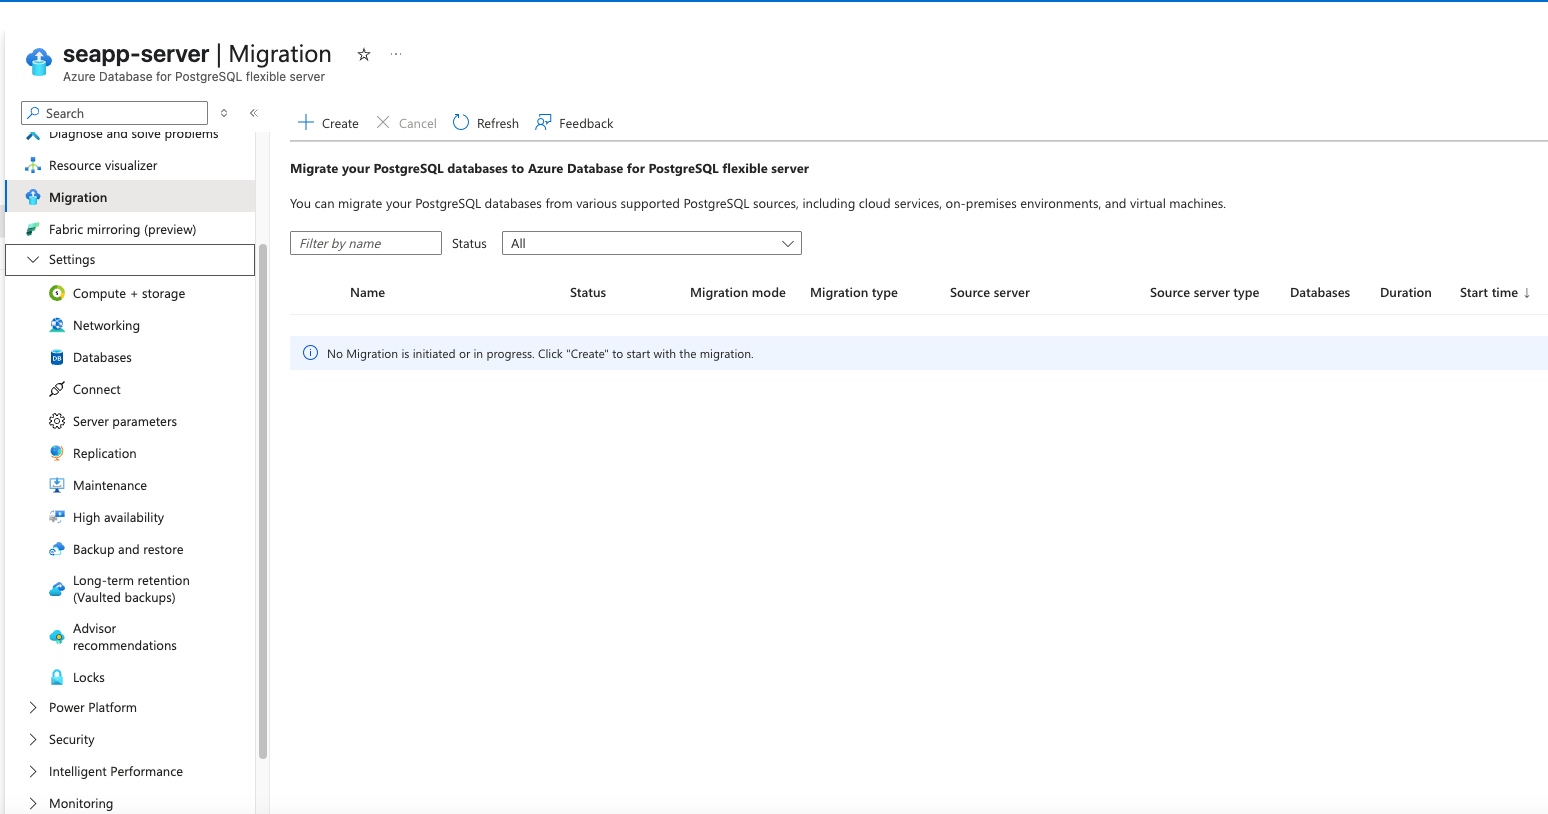 seapp-server | Migration
Azure Database for PostgreSQL flexible server
Search
Diagnose and solve problems
Resource visualizer
Migration
Fabric mirroring (preview)
Settings
Compute + storage
Networking
Databases
Connect
Server parameters
Replication
Maintenance
High availability
Backup and restore
Long-term retention
(Vaulted backups)
Advisor
recommendations
Locks
Power Platform
Security
Intelligent Performance
Monitoring
Create Cancel Refresh Feedback
Migrate your PostgreSQL databases to Azure Database for PostgreSQL flexible server
You can migrate your PostgreSQL databases from various supported PostgreSQL sources, including cloud services, on-premises environments, and virtual machines.
Filter by name Status All
Name Status Migration mode Migration type Source server Source server type Databases Duration Start time ↓
No Migration is initiated or in progress. Click "Create" to start with the migration.